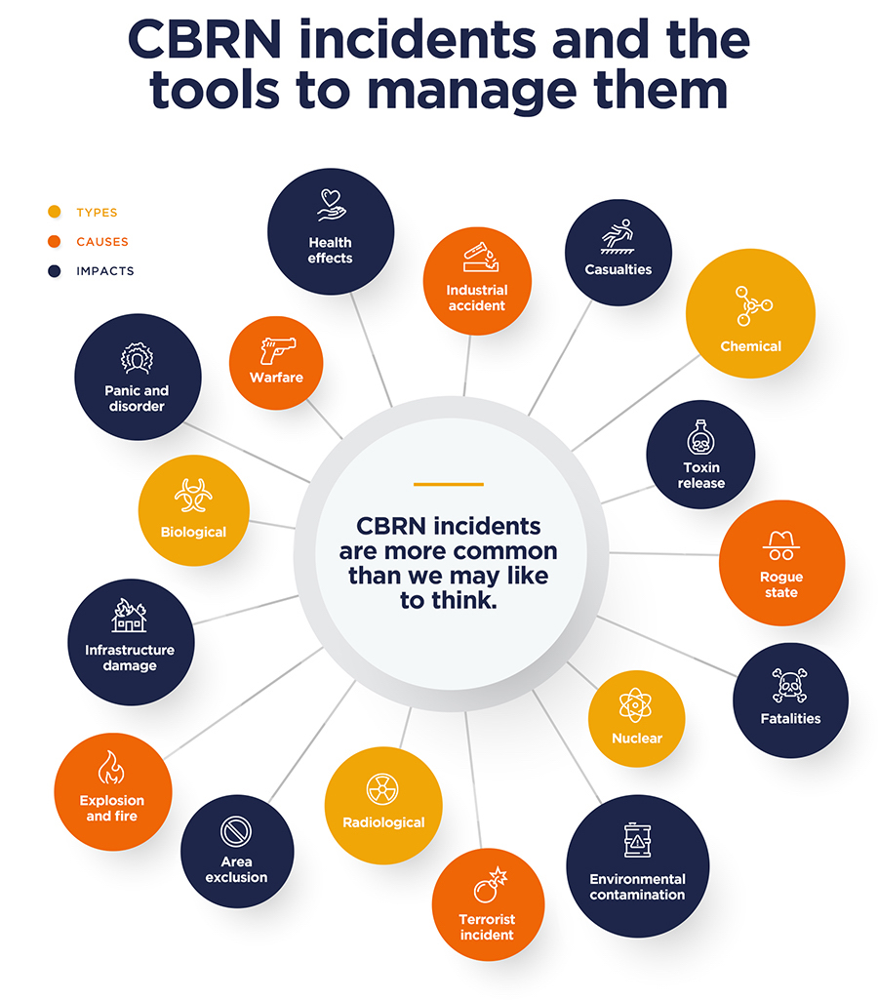 CBRN incidents and the
tools to manage them
TYPES
CAUSES
IMPACTS
Health
effects
Industrial
accident
Casualties
Chemical
Warfare
Panic and
disorder
Toxin
release
Biological
CBRN incidents
are more common
than we may like
to think.
Rogue
state
Infrastructure
damage
Fatalities
Nuclear
Explosion
and fire
Radiological
Area
exclusion
Environmental
contamination
Terrorist
incident